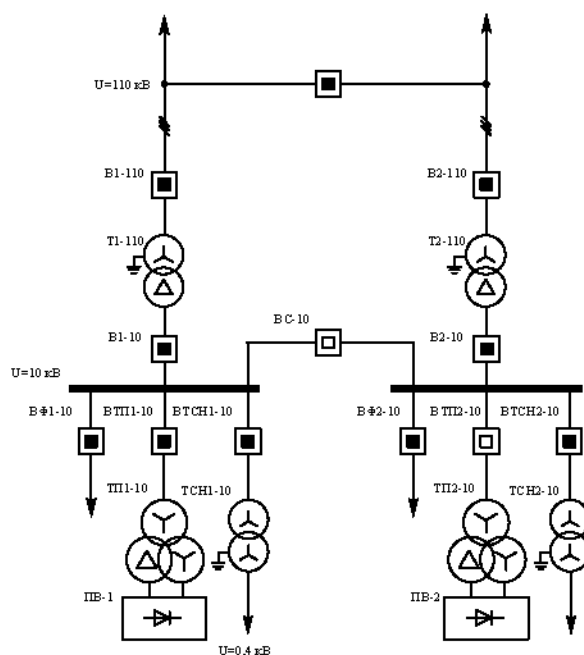 U=110 кВ
В1-110
В2-110
Т1-110
Т2-110
ВС-10
В1-10
В2-10
U=10 кВ
ВФ1-10 ВТП1-10 ВТСН1-10
ВФ2-10 ВТП2-10 ВТСН2-10
ТП1-10
ТСН1-10
ТП2-10
ТСН2-10
ПВ-1
ПВ-2
U=0,4 кВ